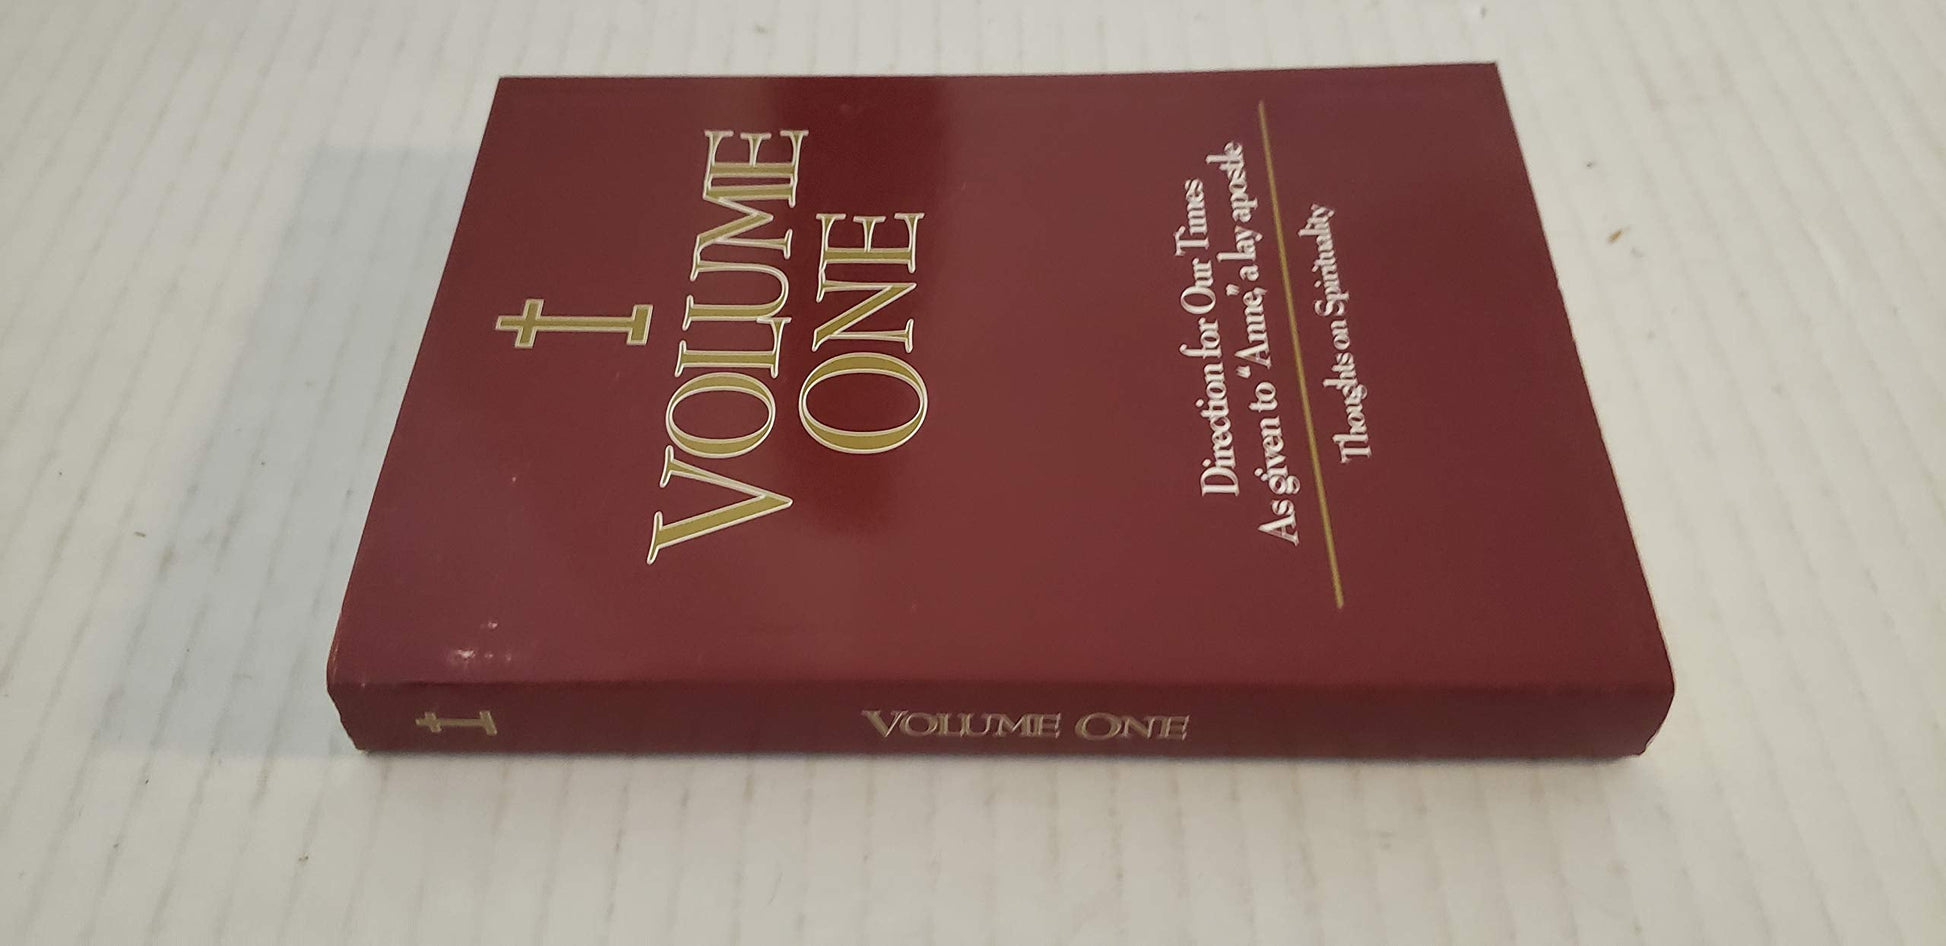 VOLUME
ONE
Direction for Our Times
As given to “Anne,” a lay apostle
Thoughts on Spirituality
VOLUME ONE